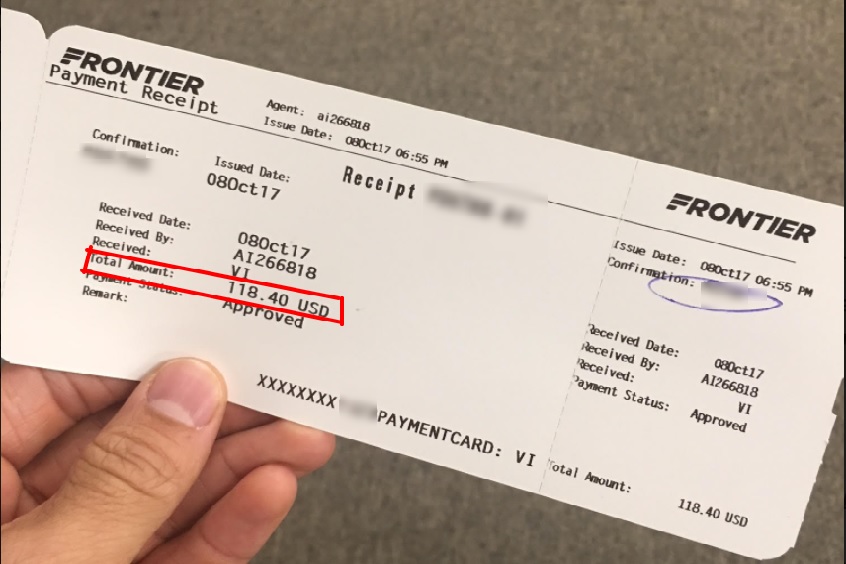 FRONTIER
Payment Receipt
Agent: ai266818
Issue Date: 08Oct17 06:55 PM
Confirmation:
Issued Date:
08Oct17
Receipt
Received Date: 08Oct17
Received By: AI266818
Received: VI
Total Amount: 118.40 USD
Payment Status: Approved
Remark:
XXXXXXXX PAYMENTCARD: VI
FRONTIER
Issue Date: 08Oct17 06:55 PM
Confirmation:
Received Date: 08Oct17
Received By: AI266818
Received: VI
Payment Status: Approved
Total Amount: 118.40 USD